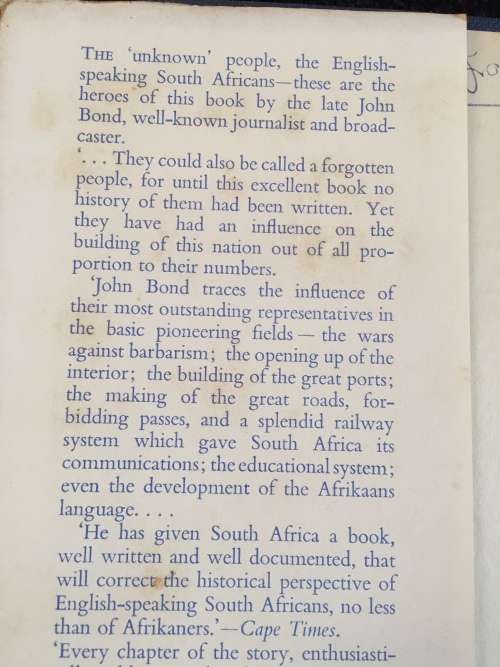 THE ‘unknown’ people, the English-
speaking South Africans—these are the
heroes of this book by the late John
Bond, well-known journalist and broad-
caster.
‘. . . They could also be called a forgotten
people, for until this excellent book no
history of them had been written. Yet
they have had an influence on the
building of this nation out of all pro-
portion to their numbers.
‘John Bond traces the influence of
their most outstanding representatives in
the basic pioneering fields — the wars
against barbarism; the opening up of the
interior; the building of the great ports;
the making of the great roads, for-
bidding passes, and a splendid railway
system which gave South Africa its
communications; the educational system;
even the development of the Afrikaans
language. . . .
‘He has given South Africa a book,
well written and well documented, that
will correct the historical perspective of
English-speaking South Africans, no less
than of Afrikaners.’—Cape Times.
‘Every chapter of the story, enthusiasti-